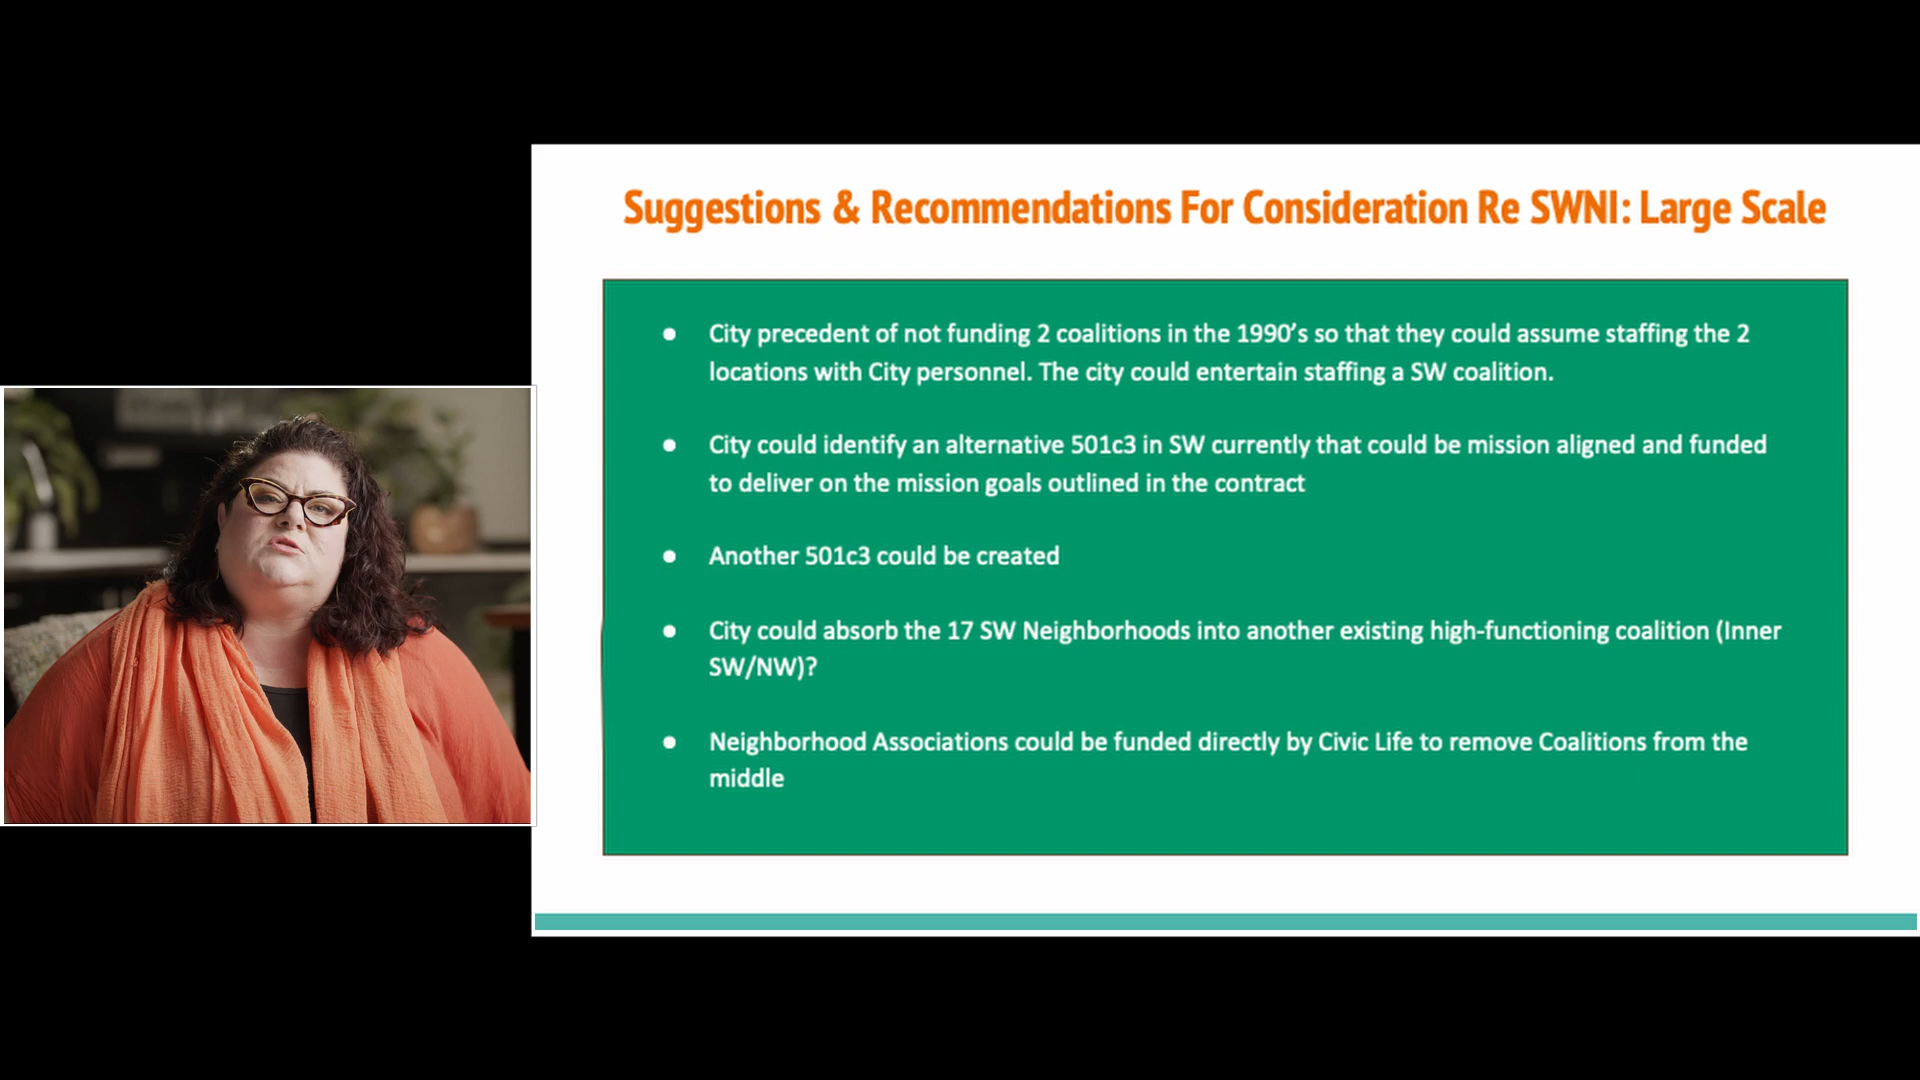 Suggestions & Recommendations For Consideration Re SWNI: Large Scale
● City precedent of not funding 2 coalitions in the 1990’s so that they could assume staffing the 2
locations with City personnel. The city could entertain staffing a SW coalition.
● City could identify an alternative 501c3 in SW currently that could be mission aligned and funded
to deliver on the mission goals outlined in the contract
● Another 501c3 could be created
● City could absorb the 17 SW Neighborhoods into another existing high-functioning coalition (Inner
SW/NW)?
● Neighborhood Associations could be funded directly by Civic Life to remove Coalitions from the
middle